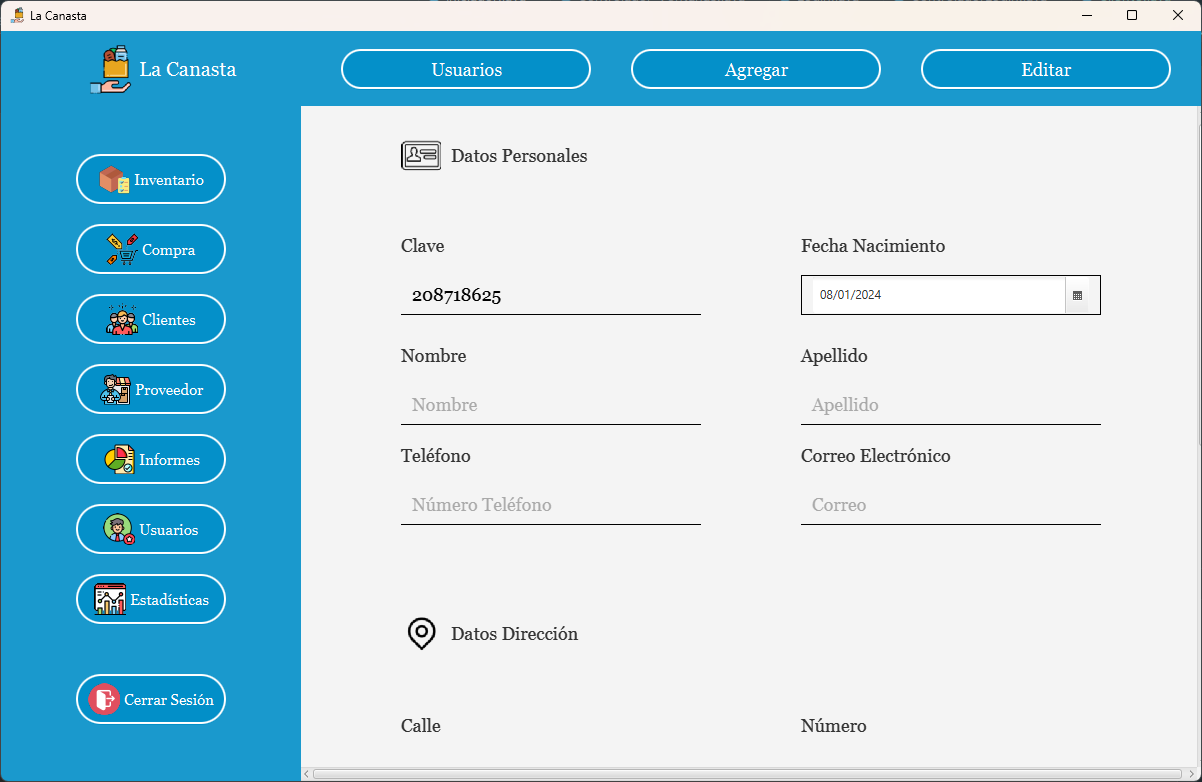 La Canasta
La Canasta
Usuarios
Agregar
Editar
Inventario
Compra
Clientes
Proveedor
Informes
Usuarios
Estadísticas
Cerrar Sesión
Datos Personales
Clave
Fecha Nacimiento
208718625
08/01/2024
Nombre
Apellido
Nombre
Apellido
Teléfono
Correo Electrónico
Número Teléfono
Correo
Datos Dirección
Calle
Número